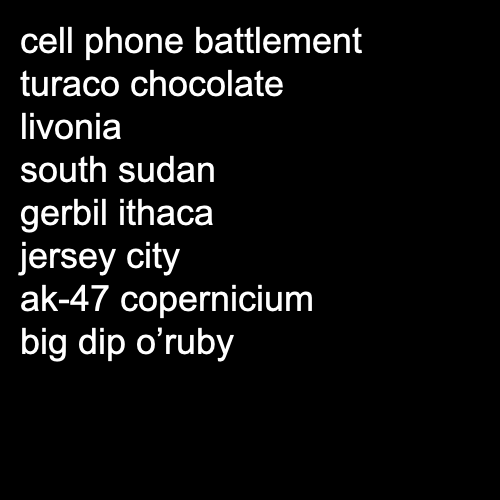 cell phone battlement
turaco chocolate
livonia
south sudan
gerbil ithaca
jersey city
ak-47 copernicium
big dip o’ruby